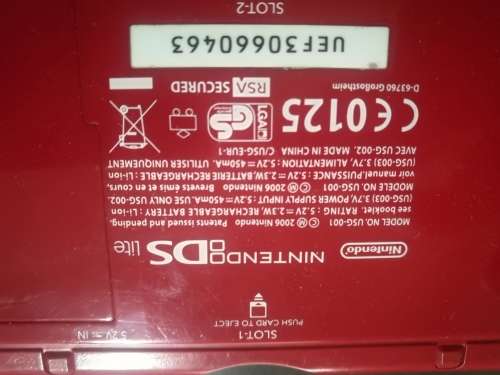 SLOT-1 5.2V⎓IN
PUSH CARD TO EJECT
Nintendo NINTENDO DS lite
MODEL NO. USG-001 ©Ⓜ 2006 Nintendo Patents issued and pending,
see booklet. RATING: 5.2V⎓2.3W, BATTERY RECHARGEABLE Li-ion:
(USG-003) 3.7V, POWER SUPPLY INPUT : 5.2V⎓450mA. USE ONLY USG-002.
MODEL NO. USG-001 ©Ⓜ 2006 Nintendo Brevets émis et en cours,
voir manuel. PUISSANCE : 5.2V⎓2.3W, BATTERIE RECHARGEABLE Li-ion:
(USG-003) 3.7V, ALIMENTATION : 5.2V⎓450mA. UTILISER UNIQUEMENT
AVEC USG-002. MADE IN CHINA C/USG-EUR-1
CE0125 LGA GS
D-63760 Großostheim RSA SECURED
UEF30660463
SLOT-2